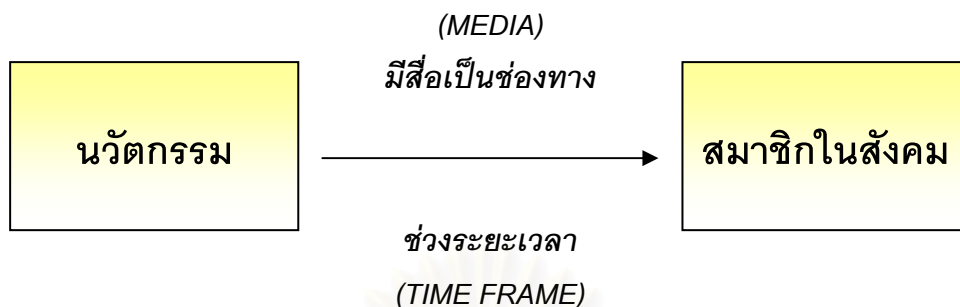 (MEDIA)
มีสื่อเป็นช่องทาง
นวัตกรรม
สมาชิกในสังคม
ช่วงระยะเวลา
(TIME FRAME)